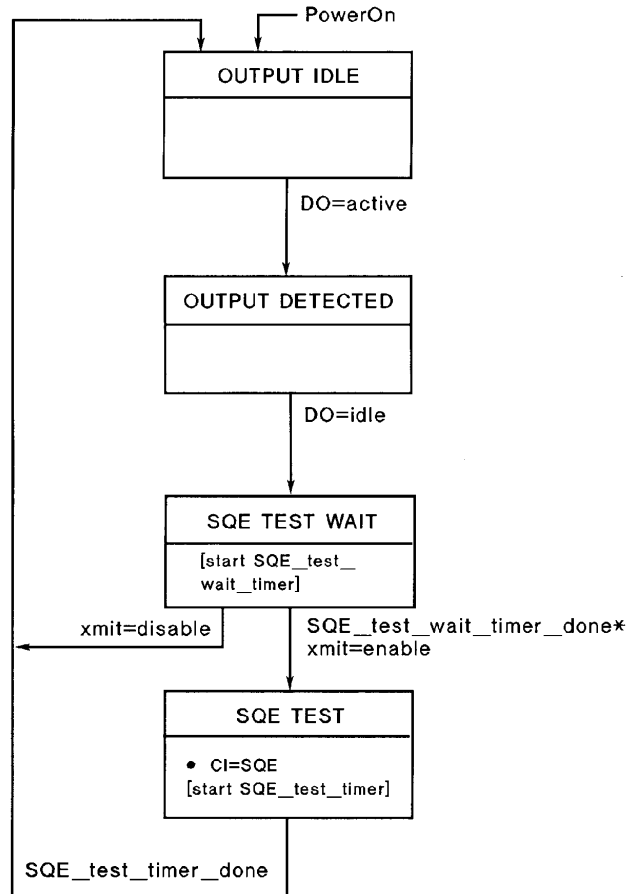 PowerOn
OUTPUT IDLE
DO=active
OUTPUT DETECTED
DO=idle
SQE TEST WAIT
[start SQE_test_
wait_timer]
xmit=disable
SQE_test_wait_timer_done*
xmit=enable
SQE TEST
• CI=SQE
[start SQE_test_timer]
SQE_test_timer_done